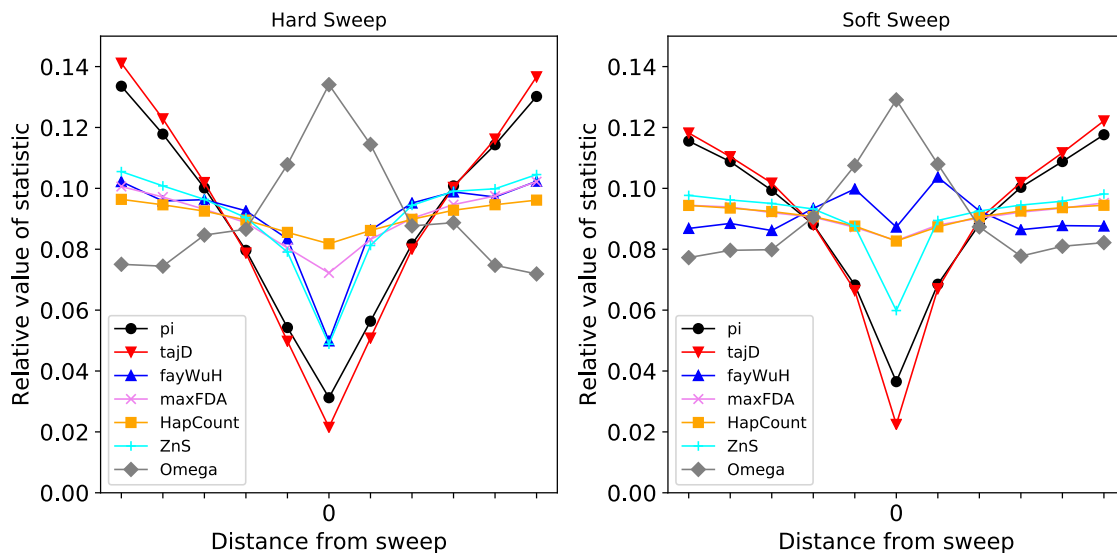 Hard Sweep
Relative value of statistic
0.14
0.12
0.10
0.08
0.06
0.04
0.02
0.00
pi
tajD
fayWuH
maxFDA
HapCount
ZnS
Omega
0
Distance from sweep
Soft Sweep
Relative value of statistic
0.14
0.12
0.10
0.08
0.06
0.04
0.02
0.00
pi
tajD
fayWuH
maxFDA
HapCount
ZnS
Omega
0
Distance from sweep